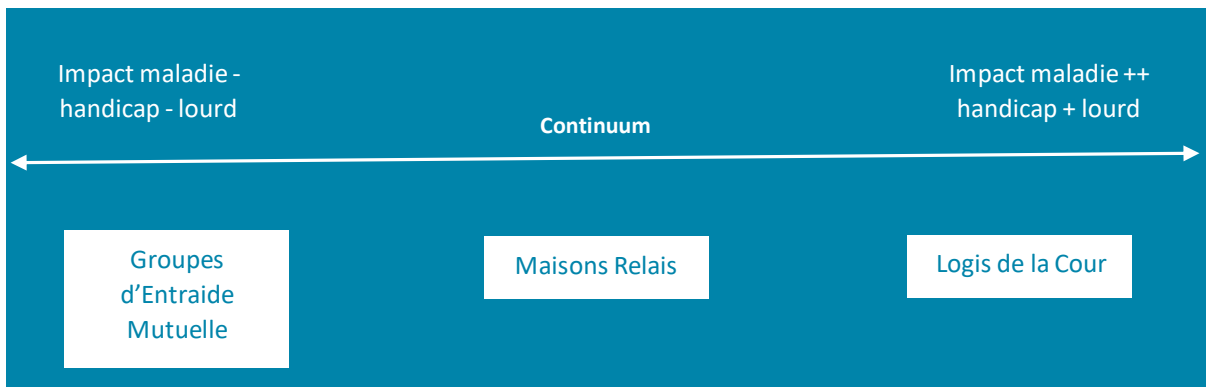 Impact maladie -
handicap - lourd
Impact maladie ++
handicap + lourd
Continuum
Groupes
d’Entraide
Mutuelle
Maisons Relais
Logis de la Cour